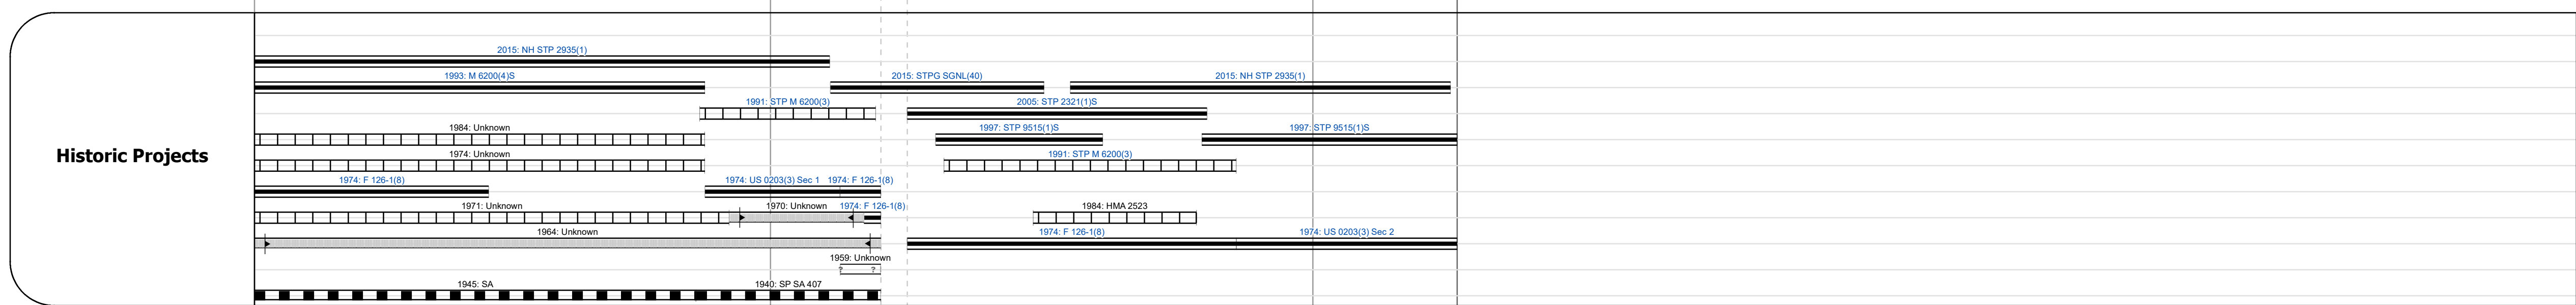 2015: NH STP 2935(1)
1993: M 6200(4)S
2015: STPG SGNL(40)
2015: NH STP 2935(1)
1991: STP M 6200(3)
2005: STP 2321(1)S
1984: Unknown
1997: STP 9515(1)S
1997: STP 9515(1)S
Historic Projects
1974: Unknown
1991: STP M 6200(3)
1974: F 126-1(8)
1974: US 0203(3) Sec 1
1974: F 126-1(8)
1971: Unknown
1970: Unknown
1974: F 126-1(8)
1984: HMA 2523
1964: Unknown
1974: F 126-1(8)
1974: US 0203(3) Sec 2
1959: Unknown
? ?
1945: SA
1940: SP SA 407